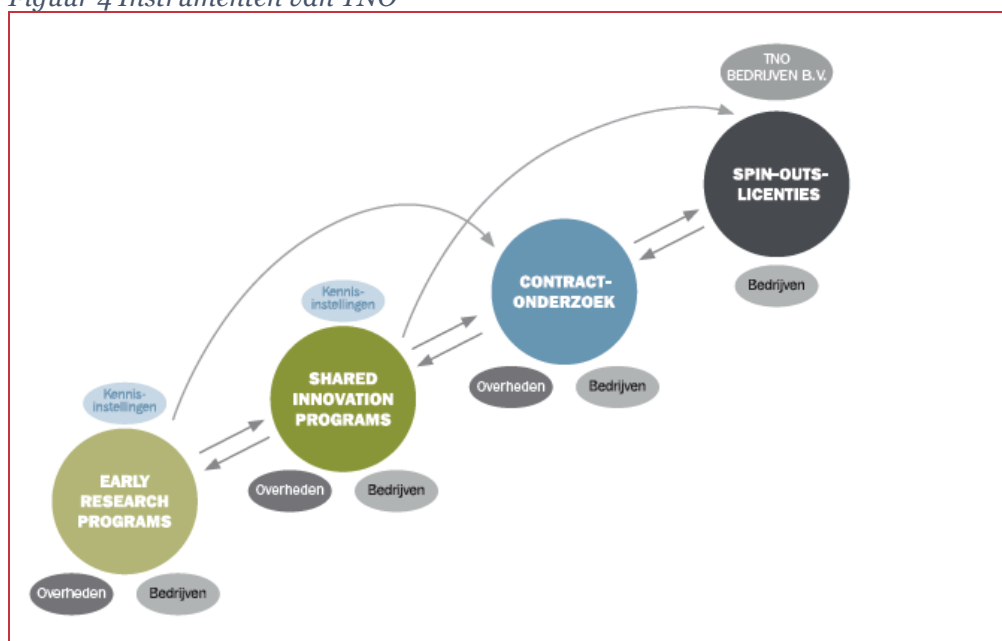 Figuur 4 Instrumenten van TNO
TNO
BEDRIJVEN B.V.
SPIN-OUTS-
LICENTIES
Bedrijven
CONTRACT-
ONDERZOEK
Overheden
Bedrijven
Kennis-
instellingen
SHARED
INNOVATION
PROGRAMS
Overheden
Bedrijven
Kennis-
instellingen
EARLY
RESEARCH
PROGRAMS
Overheden
Bedrijven